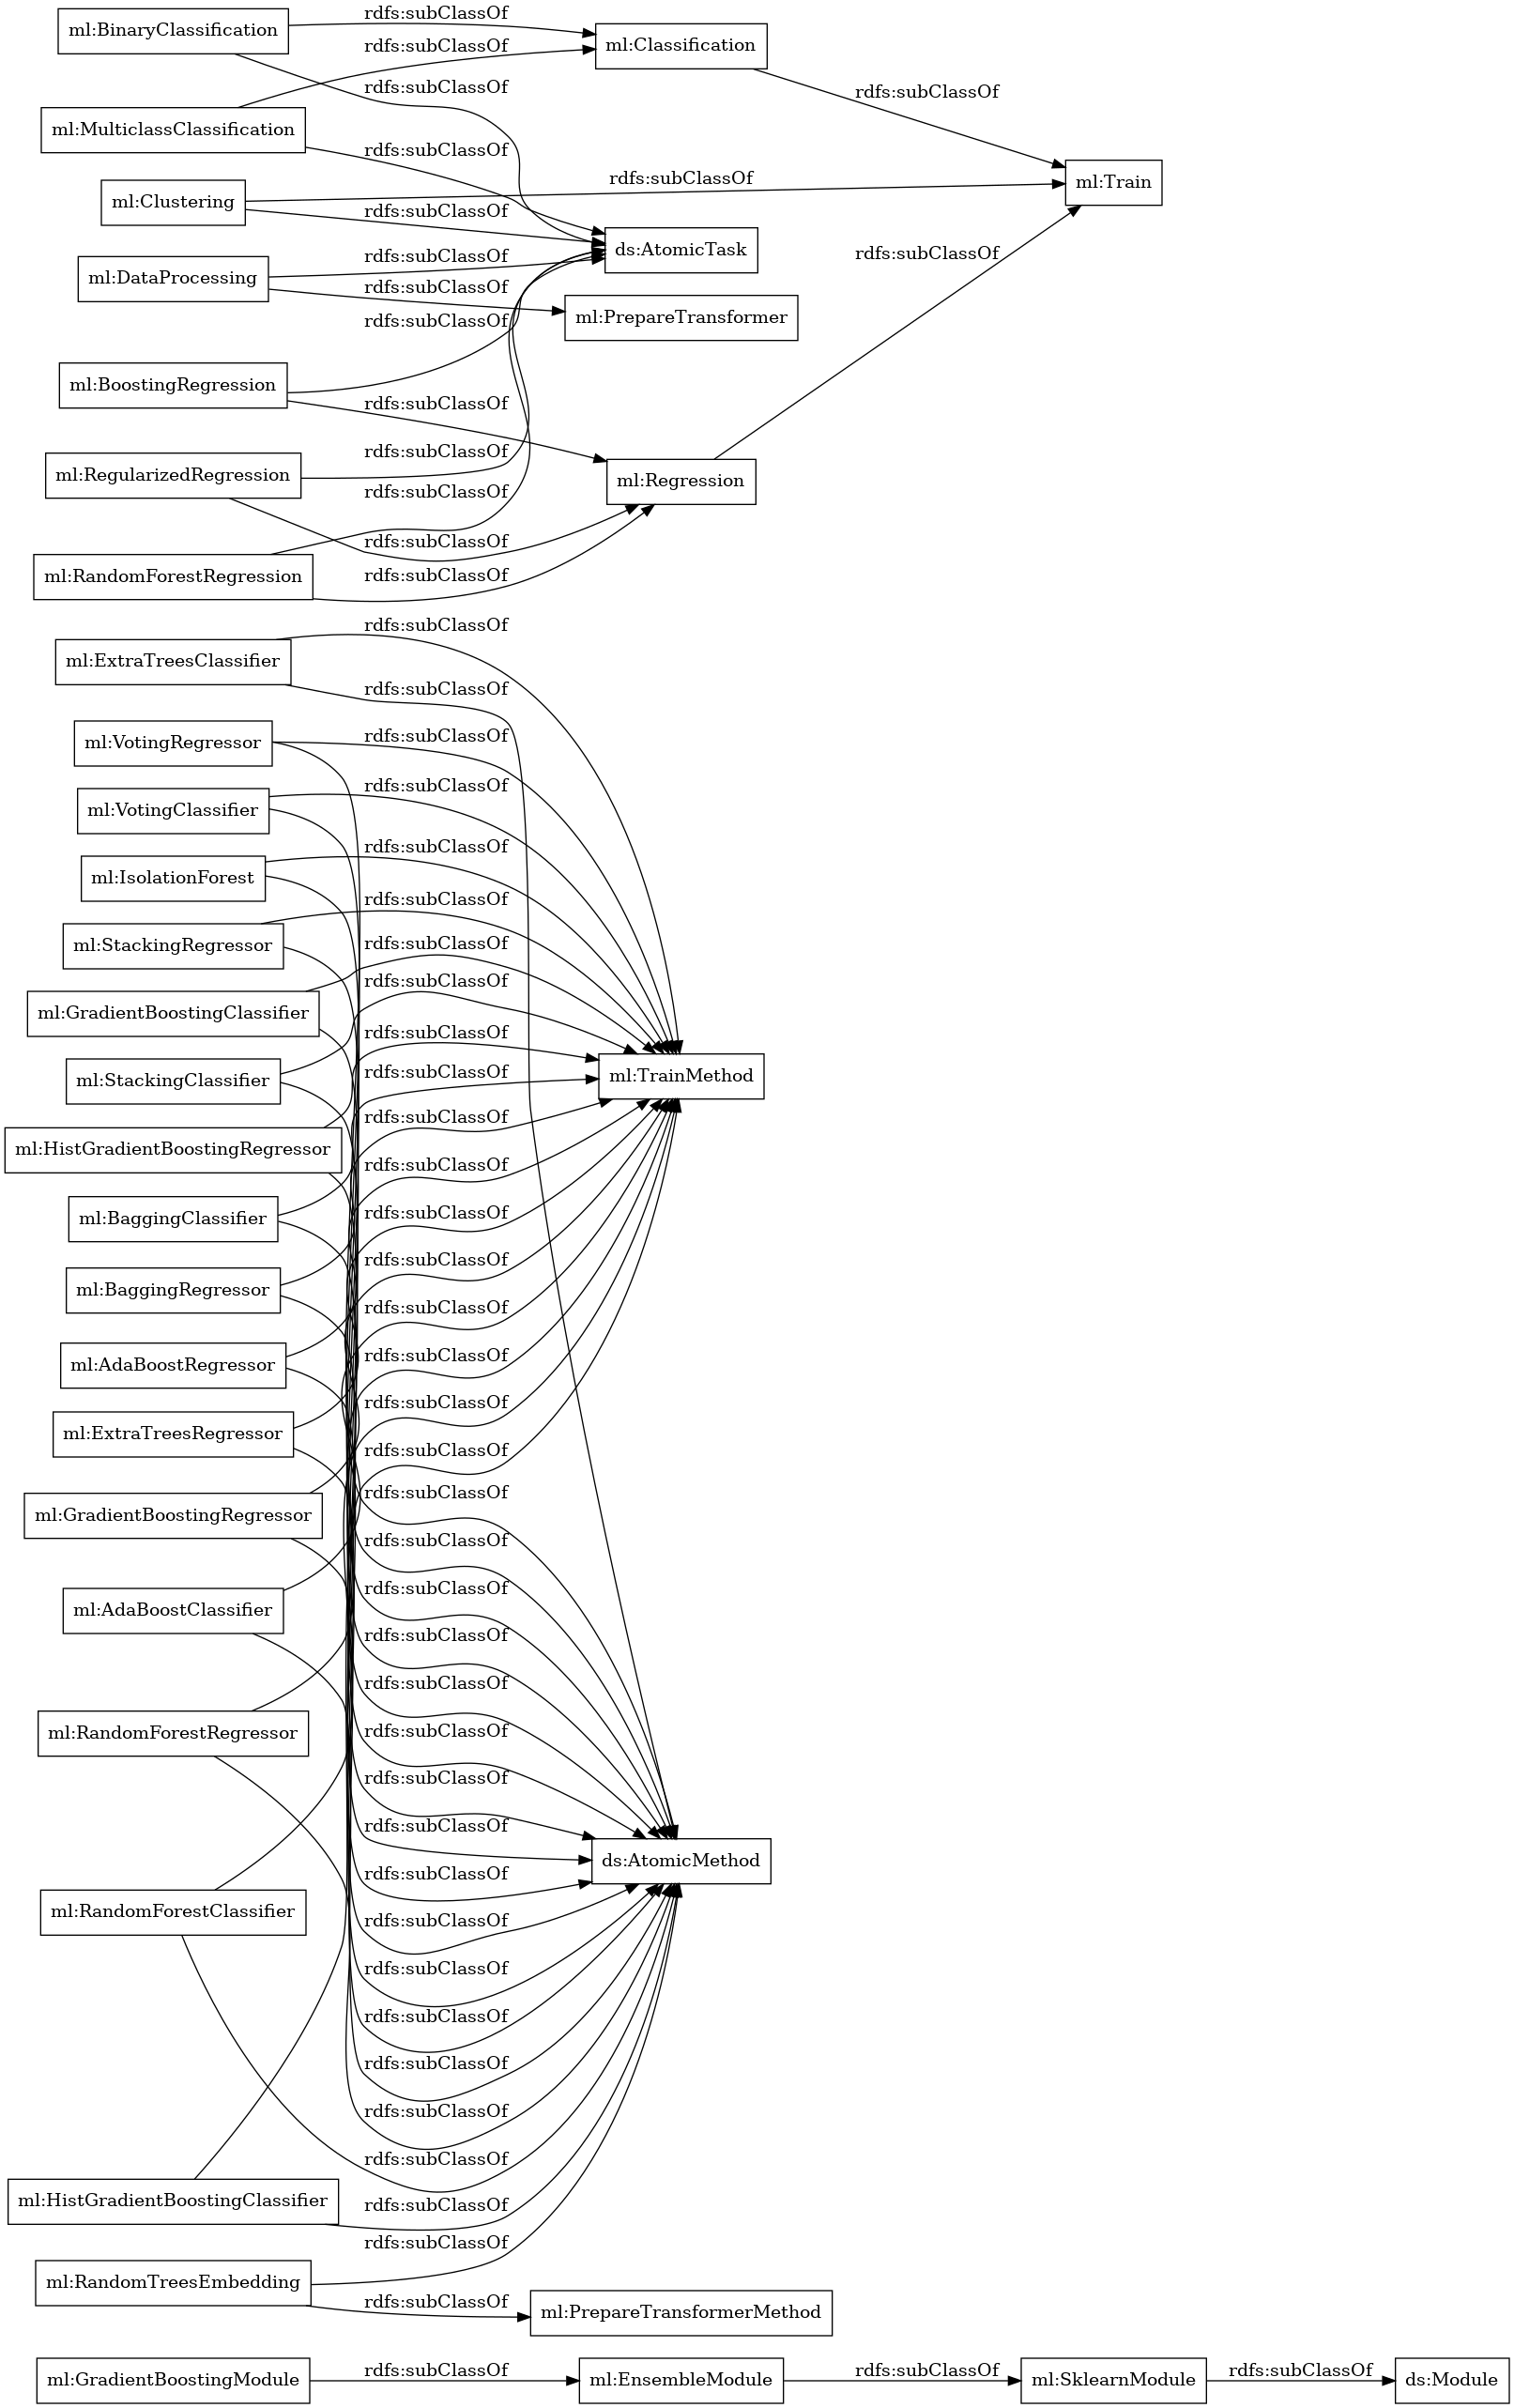 ml:BinaryClassification
rdfs:subClassOf
ml:Classification
rdfs:subClassOf
rdfs:subClassOf
rdfs:subClassOf
ml:MulticlassClassification
rdfs:subClassOf
ml:Train
rdfs:subClassOf
ml:Clustering
rdfs:subClassOf
ds:AtomicTask
rdfs:subClassOf
rdfs:subClassOf
ml:DataProcessing
rdfs:subClassOf
ml:PrepareTransformer
rdfs:subClassOf
ml:BoostingRegression
rdfs:subClassOf
rdfs:subClassOf
ml:RegularizedRegression
ml:Regression
rdfs:subClassOf
rdfs:subClassOf
ml:RandomForestRegression
rdfs:subClassOf
rdfs:subClassOf
ml:ExtraTreesClassifier
rdfs:subClassOf
rdfs:subClassOf
ml:VotingRegressor
rdfs:subClassOf
ml:VotingClassifier
rdfs:subClassOf
ml:IsolationForest
rdfs:subClassOf
ml:StackingRegressor
rdfs:subClassOf
rdfs:subClassOf
ml:GradientBoostingClassifier
rdfs:subClassOf
rdfs:subClassOf
ml:TrainMethod
ml:StackingClassifier
rdfs:subClassOf
ml:HistGradientBoostingRegressor
rdfs:subClassOf
rdfs:subClassOf
ml:BaggingClassifier
rdfs:subClassOf
ml:BaggingRegressor
rdfs:subClassOf
rdfs:subClassOf
ml:AdaBoostRegressor
rdfs:subClassOf
ml:ExtraTreesRegressor
rdfs:subClassOf
rdfs:subClassOf
ml:GradientBoostingRegressor
rdfs:subClassOf
rdfs:subClassOf
ml:AdaBoostClassifier
rdfs:subClassOf
rdfs:subClassOf
ml:RandomForestRegressor
rdfs:subClassOf
rdfs:subClassOf
rdfs:subClassOf
ds:AtomicMethod
rdfs:subClassOf
ml:RandomForestClassifier
rdfs:subClassOf
rdfs:subClassOf
rdfs:subClassOf
rdfs:subClassOf
rdfs:subClassOf
rdfs:subClassOf
ml:HistGradientBoostingClassifier
rdfs:subClassOf
rdfs:subClassOf
ml:RandomTreesEmbedding
rdfs:subClassOf
ml:PrepareTransformerMethod
ml:GradientBoostingModule
rdfs:subClassOf
ml:EnsembleModule
rdfs:subClassOf
ml:SklearnModule
rdfs:subClassOf
ds:Module